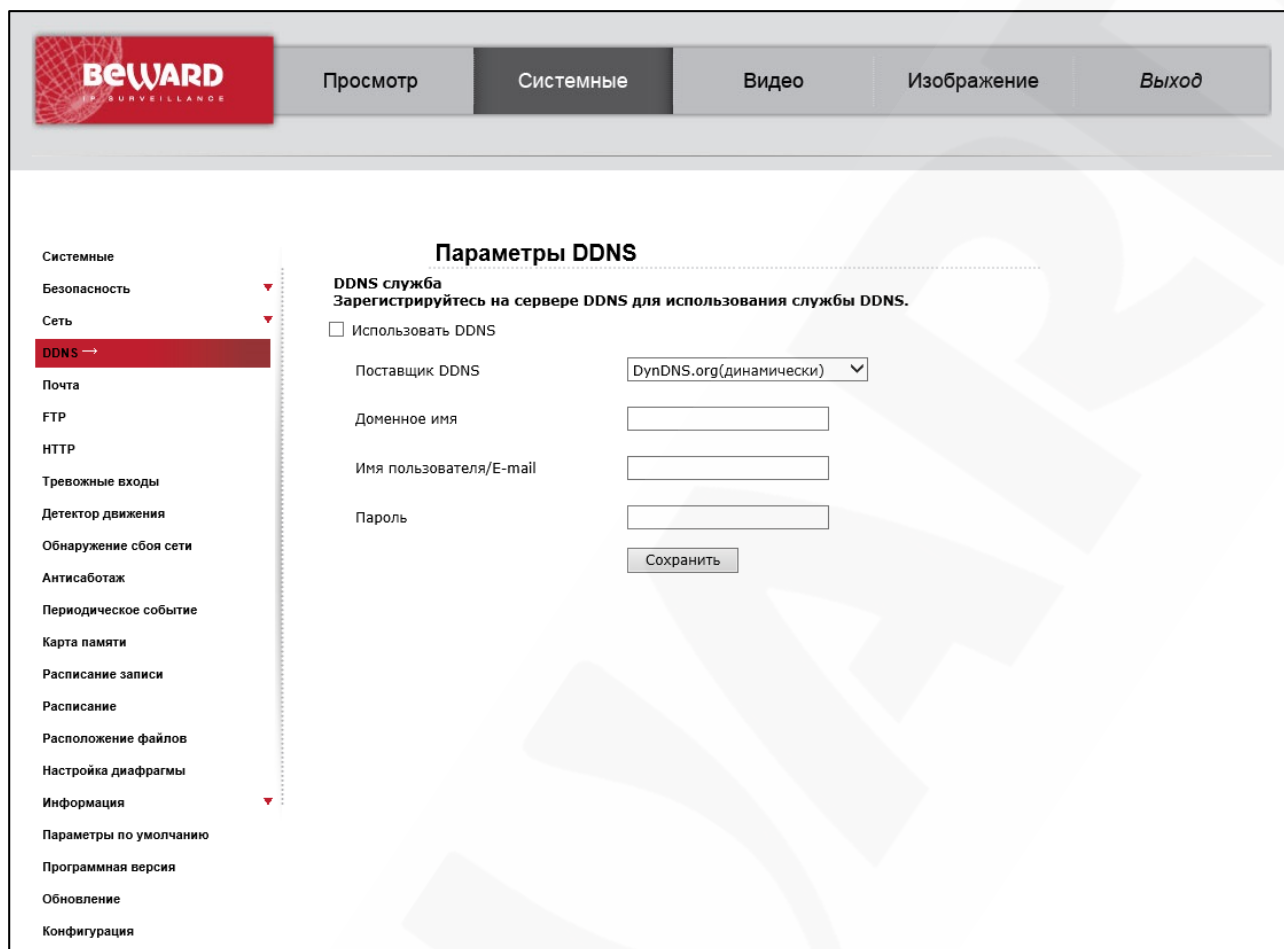 BEWARD
IP SURVEILLANCE
Просмотр
Системные
Видео
Изображение
Выход
Системные
Безопасность
Сеть
DDNS →
Почта
FTP
HTTP
Тревожные входы
Детектор движения
Обнаружение сбоя сети
Антисаботаж
Периодическое событие
Карта памяти
Расписание записи
Расписание
Расположение файлов
Настройка диафрагмы
Информация
Параметры по умолчанию
Программная версия
Обновление
Конфигурация
Параметры DDNS
DDNS служба
Зарегистрируйтесь на сервере DDNS для использования службы DDNS.
Использовать DDNS
Поставщик DDNS
DynDNS.org(динамически)
Доменное имя
Имя пользователя/E-mail
Пароль
Сохранить